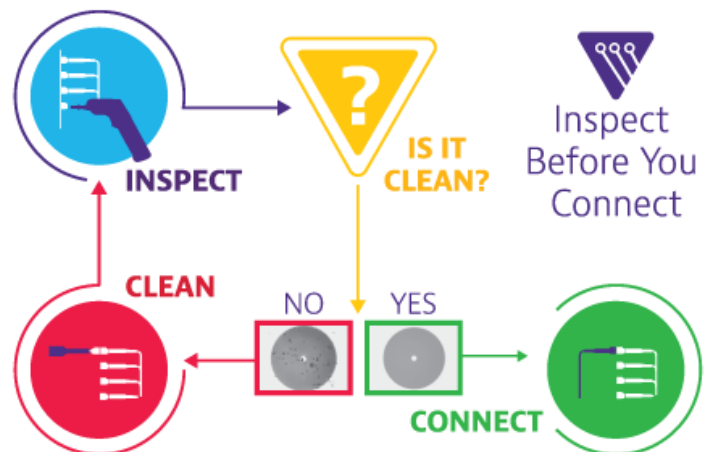 INSPECT
?
IS IT
CLEAN?
Inspect
Before You
Connect
CLEAN
NO
YES
CONNECT